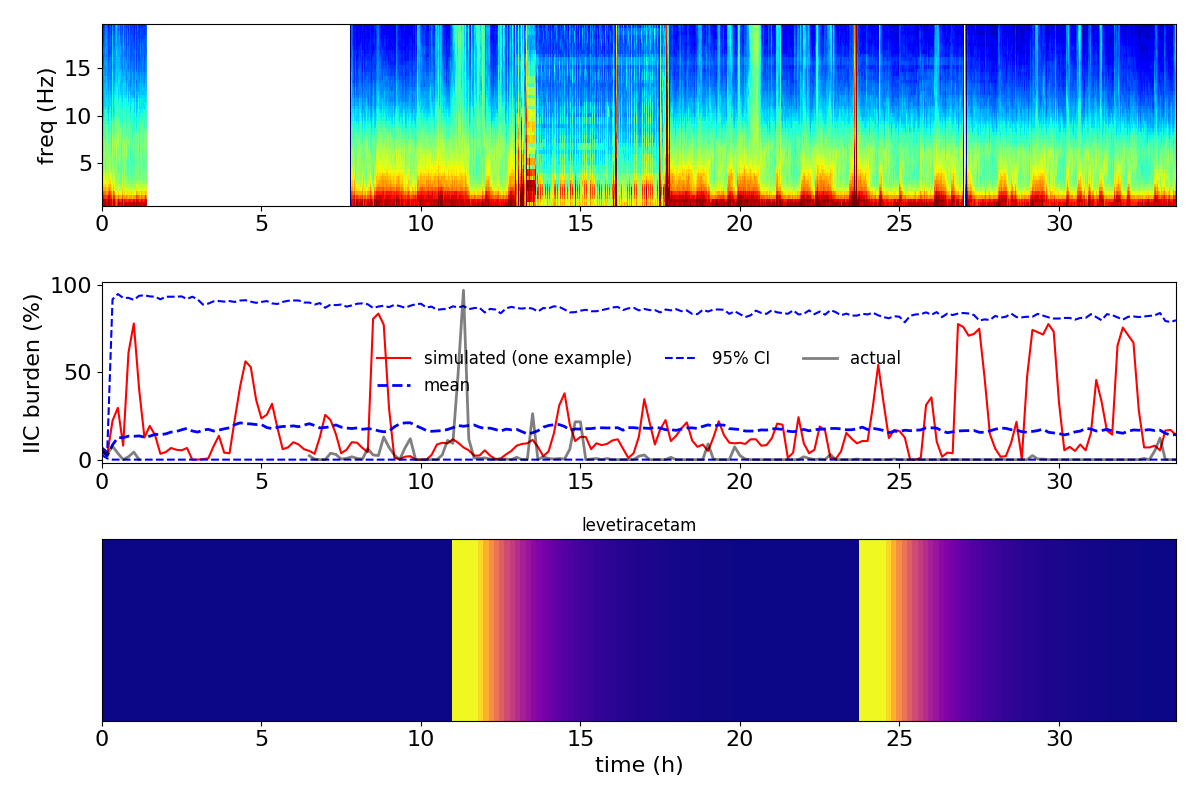 freq (Hz)
15
10
5
0 5 10 15 20 25 30
IIC burden (%)
100
50
0
simulated (one example) 95% CI actual
mean
0 5 10 15 20 25 30
levetiracetam
0 5 10 15 20 25 30
time (h)